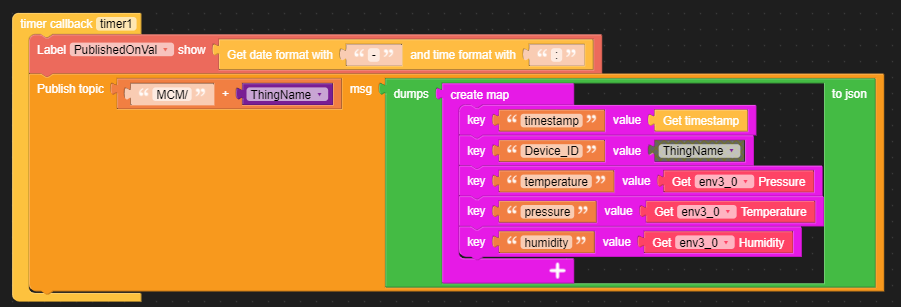 timer callback timer1
Label PublishedOnVal show Get date format with “ - ” and time format with “ : ”
Publish topic “ MCM/ ” + ThingName msg dumps create map to json
key “ timestamp ” value Get timestamp
key “ Device_ID ” value ThingName
key “ temperature ” value Get env3_0 Pressure
key “ pressure ” value Get env3_0 Temperature
key “ humidity ” value Get env3_0 Humidity
+